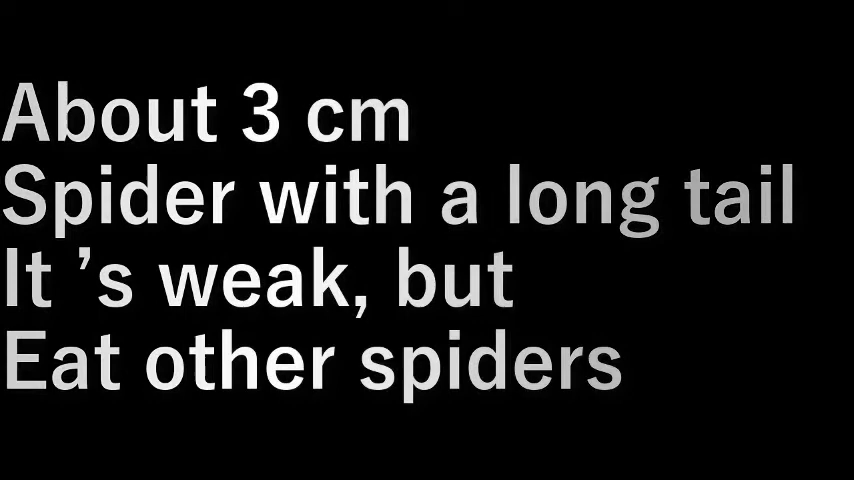 About 3 cm
Spider with a long tail
It ’s weak, but
Eat other spiders